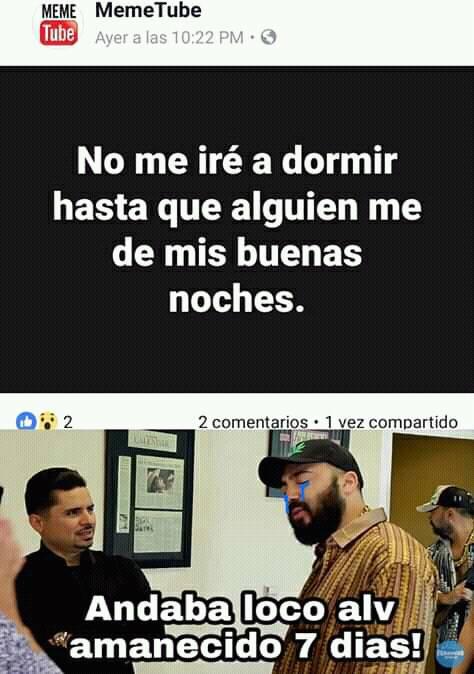 MEME
Tube
MemeTube
Ayer a las 10:22 PM •
No me iré a dormir
hasta que alguien me
de mis buenas
noches.
2
2 comentarios • 1 vez compartido
CALENDAR
Andaba loco alv
amanecido 7 dias!